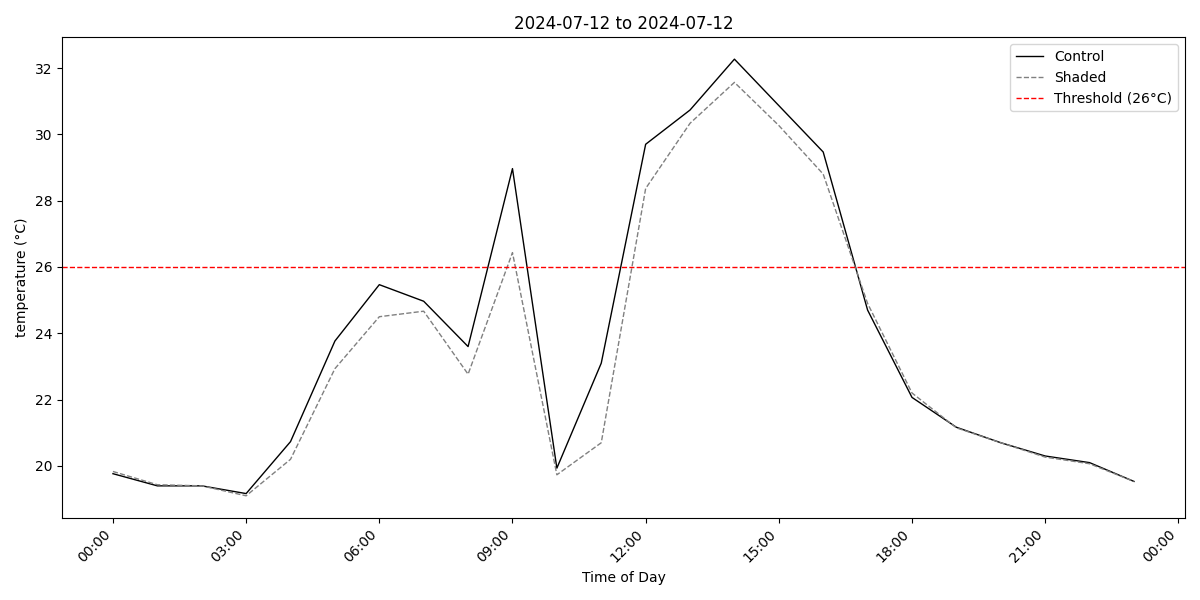 2024-07-12 to 2024-07-12
Control
Shaded
Threshold (26°C)
temperature (°C)
32
30
28
26
24
22
20
00:00
03:00
06:00
09:00
12:00
15:00
18:00
21:00
00:00
Time of Day